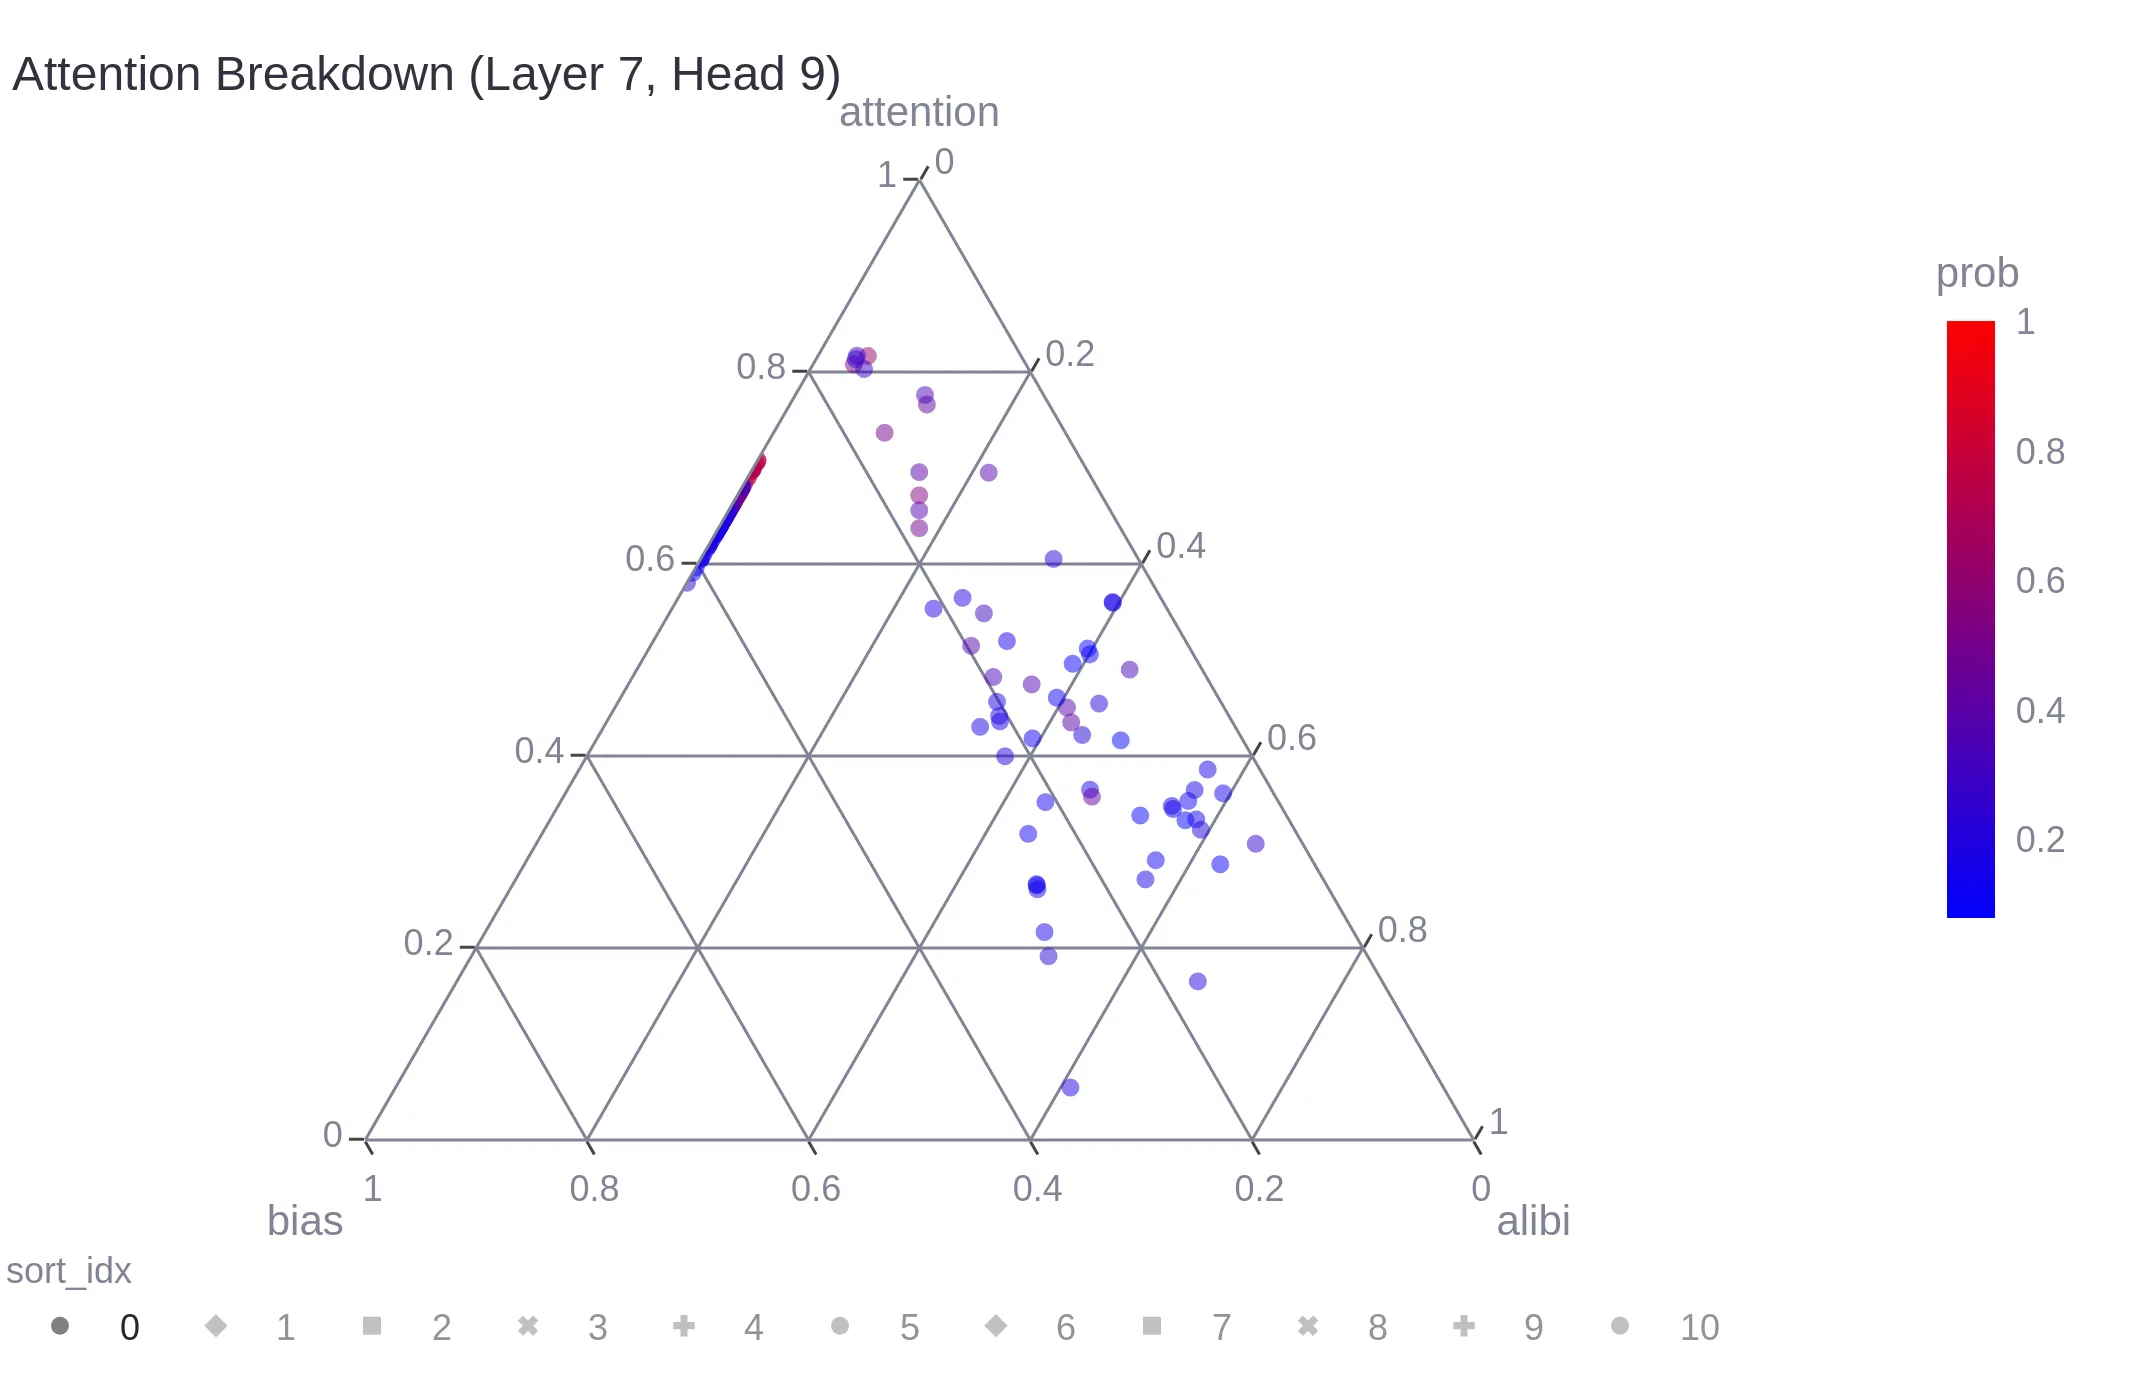 Attention Breakdown (Layer 7, Head 9)
attention
1 0
prob
1
0.8 0.2
0.8
0.6 0.4
0.6
0.4 0.6
0.4
0.2 0.8
0.2
0 1
1 0.8 0.6 0.4 0.2 0
bias alibi
sort_idx
0 1 2 3 4 5 6 7 8 9 10